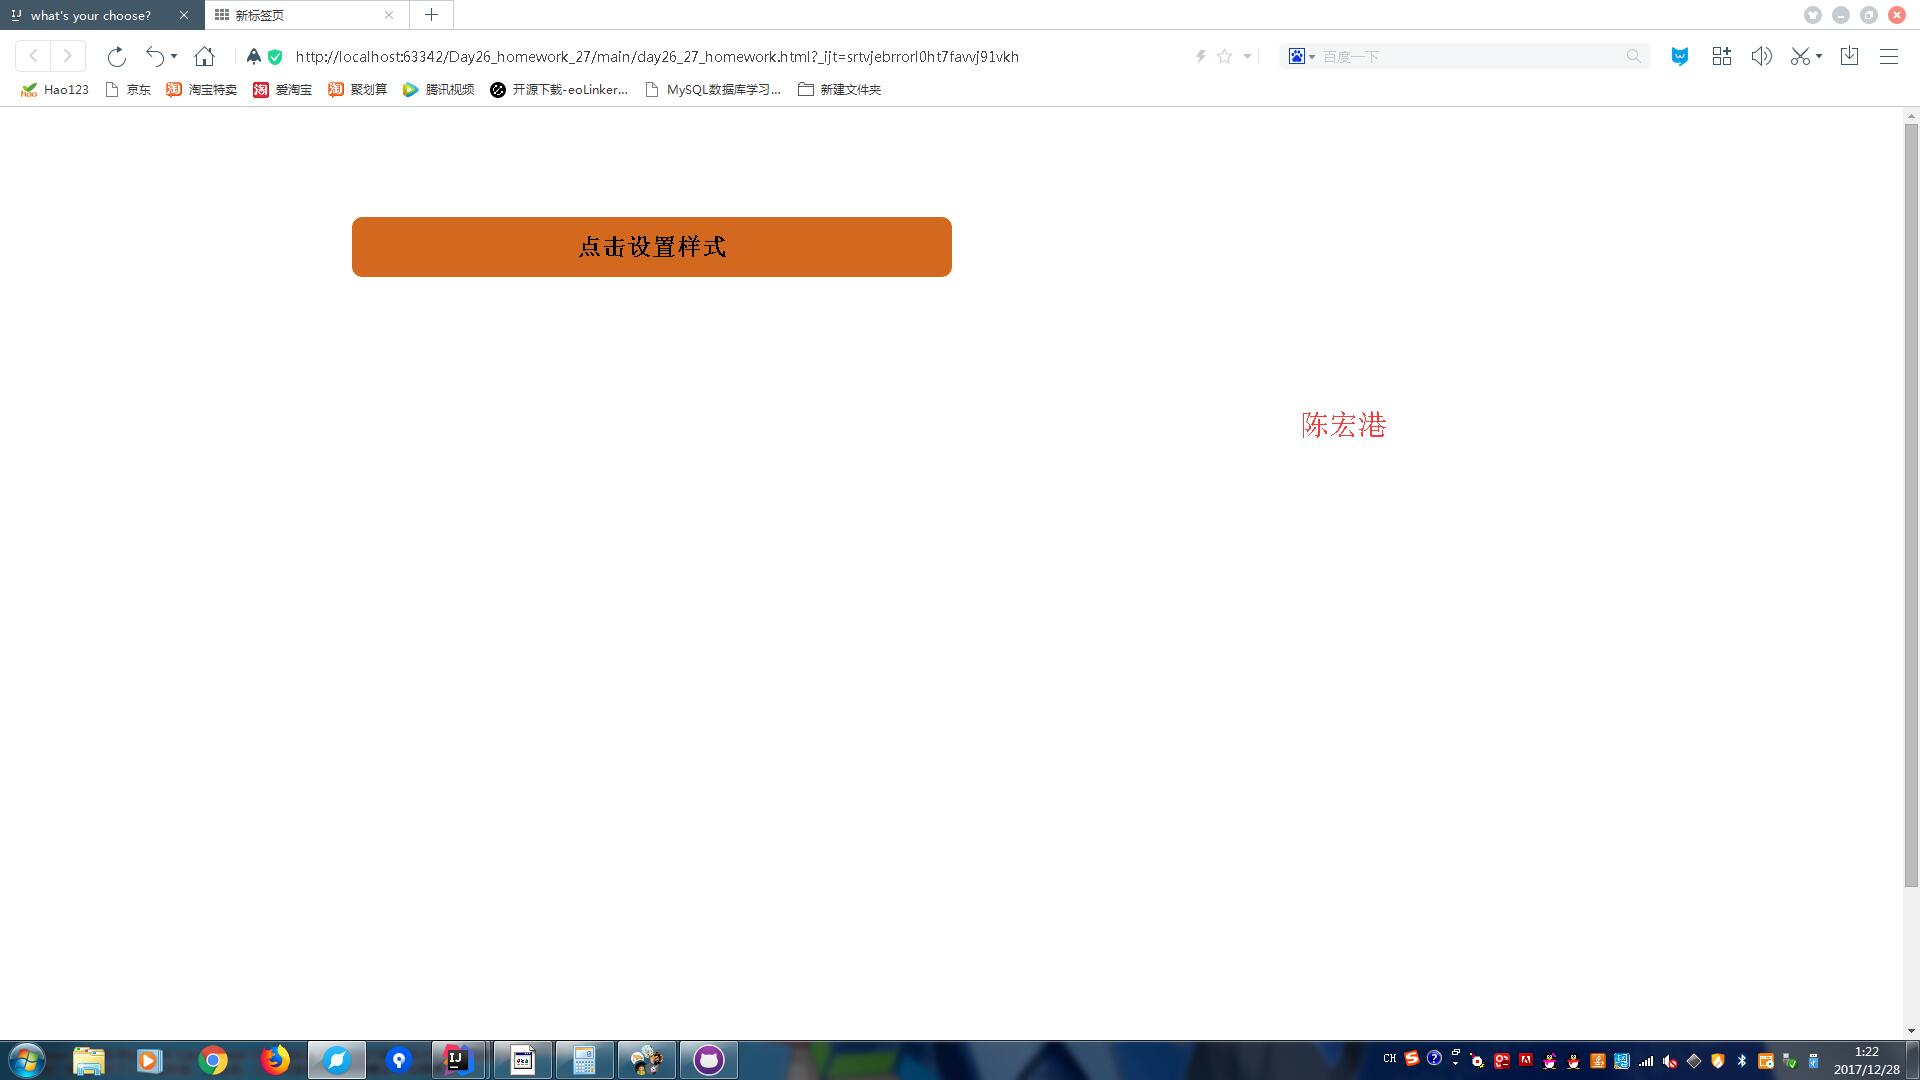 what's your choose?
新标签页
http://localhost:63342/Day26_homework_27/main/day26_27_homework.html?_ijt=srtvjebrrorl0ht7favvj91vkh
百度一下
Hao123
京东
淘宝特卖
爱淘宝
聚划算
腾讯视频
开源下载-eoLinker...
MySQL数据库学习...
新建文件夹
点击设置样式
陈宏港
CH
1:22
2017/12/28